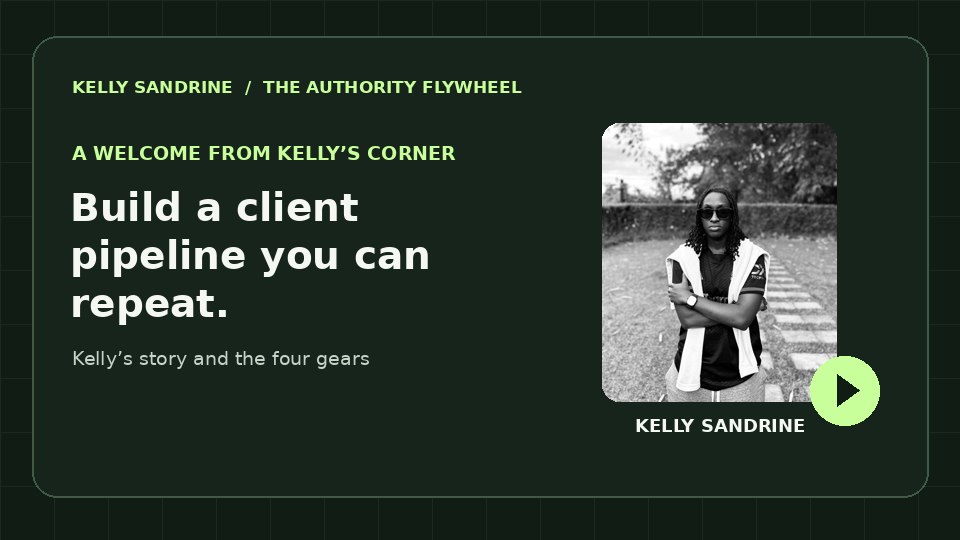 KELLY SANDRINE / THE AUTHORITY FLYWHEEL
A WELCOME FROM KELLY’S CORNER
Build a client
pipeline you can
repeat.
Kelly’s story and the four gears
KELLY SANDRINE